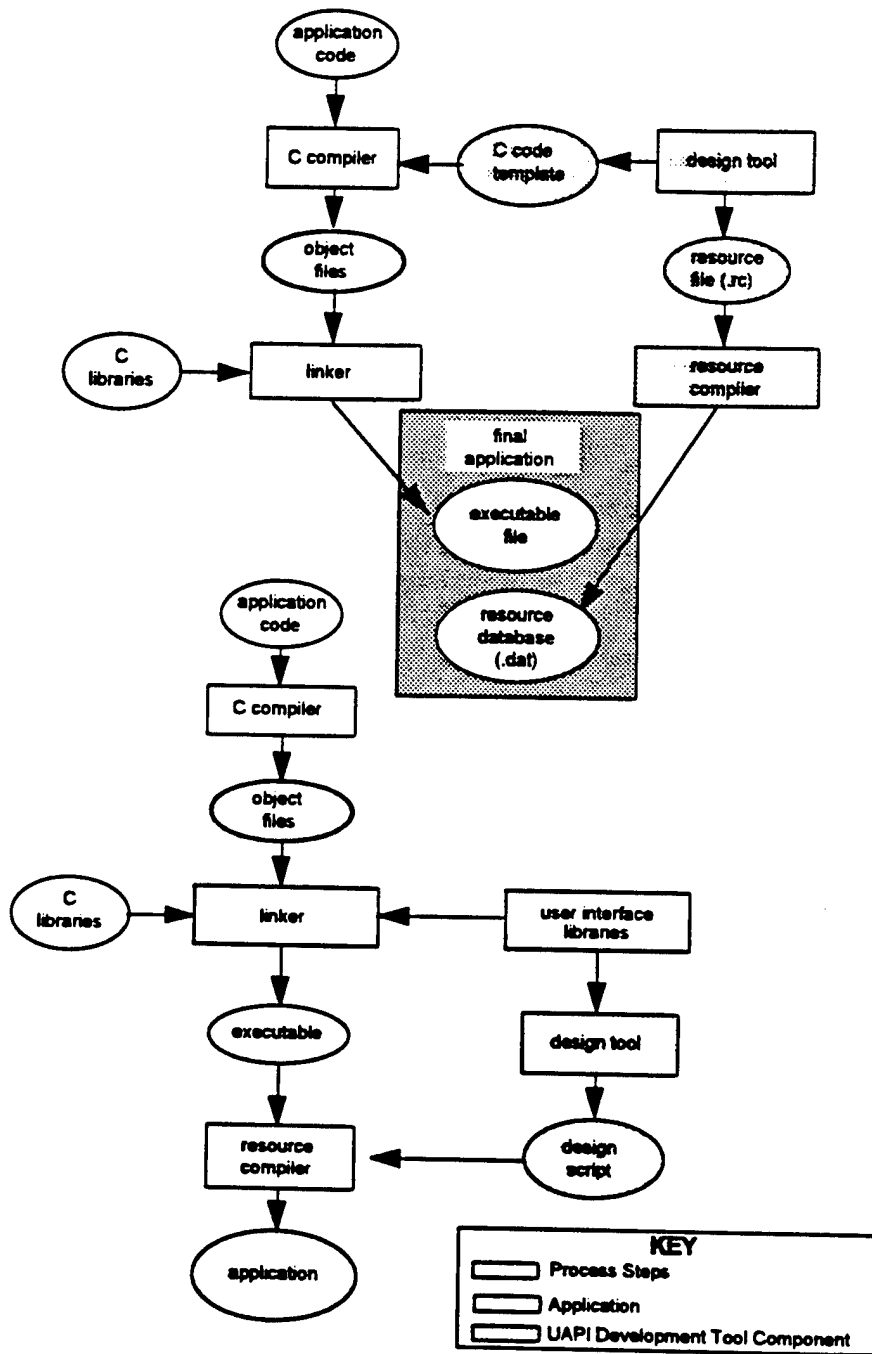 application
code
C compiler
C code
template
design tool
object
files
resource
file (.rc)
C
libraries
linker
resource
compiler
final
application
executable
file
resource
database
(.dat)
application
code
C compiler
object
files
C
libraries
linker
user interface
libraries
executable
design tool
resource
compiler
design
script
application
KEY
Process Steps
Application
UAPI Development Tool Component